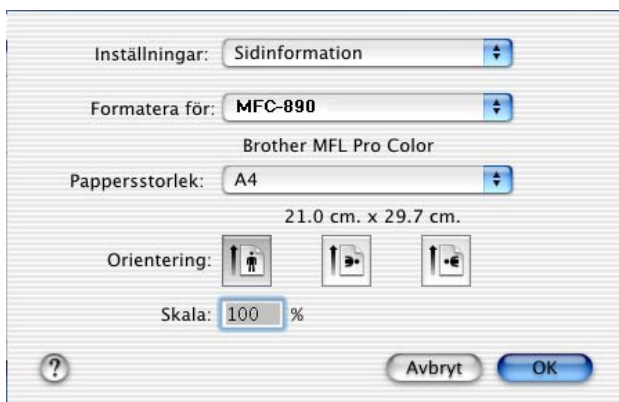 Inställningar: Sidinformation
Formatera för: MFC-890
Brother MFL Pro Color
Pappersstorlek: A4
21.0 cm. x 29.7 cm.
Orientering:
Skala: 100 %
? Avbryt OK